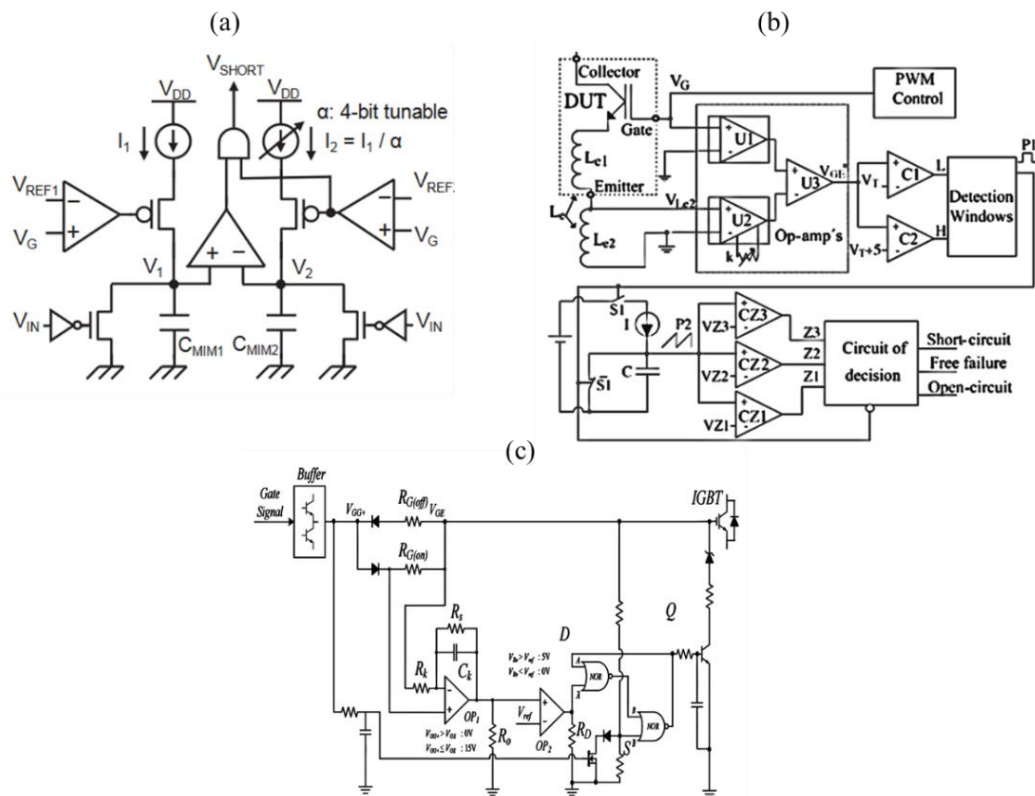 (a)
V_SHORT
V_DD
V_DD
α: 4-bit tunable
I_1
I_2 = I_1 / α
V_REF1
−
+
V_G
V_REF2
−
+
V_G
V_1
V_2
+
−
V_IN
C_MIM1
C_MIM2
V_IN
(b)
Collector
V_G
PWM
Control
DUT
Gate
L_e1
Emitter
U1
U3
V_GE*
L_e
V_Le2
L_e2
U2
k
Op-amp's
V_T
C1
L
C2
H
V_T+5
Detection
Windows
P1
S1
I
P2
S1
C
VZ3
CZ3
Z3
VZ2
CZ2
Z2
VZ1
CZ1
Z1
Circuit of
decision
Short-circuit
Free failure
Open-circuit
(c)
Buffer
Gate
Signal
V_GG+
R_G(off)
V_GE
R_G(on)
IGBT
R_s
C_k
R_k
OP_1
R_o
V_ref
OP_2
D
R_D
NOR
NOR
S
Q